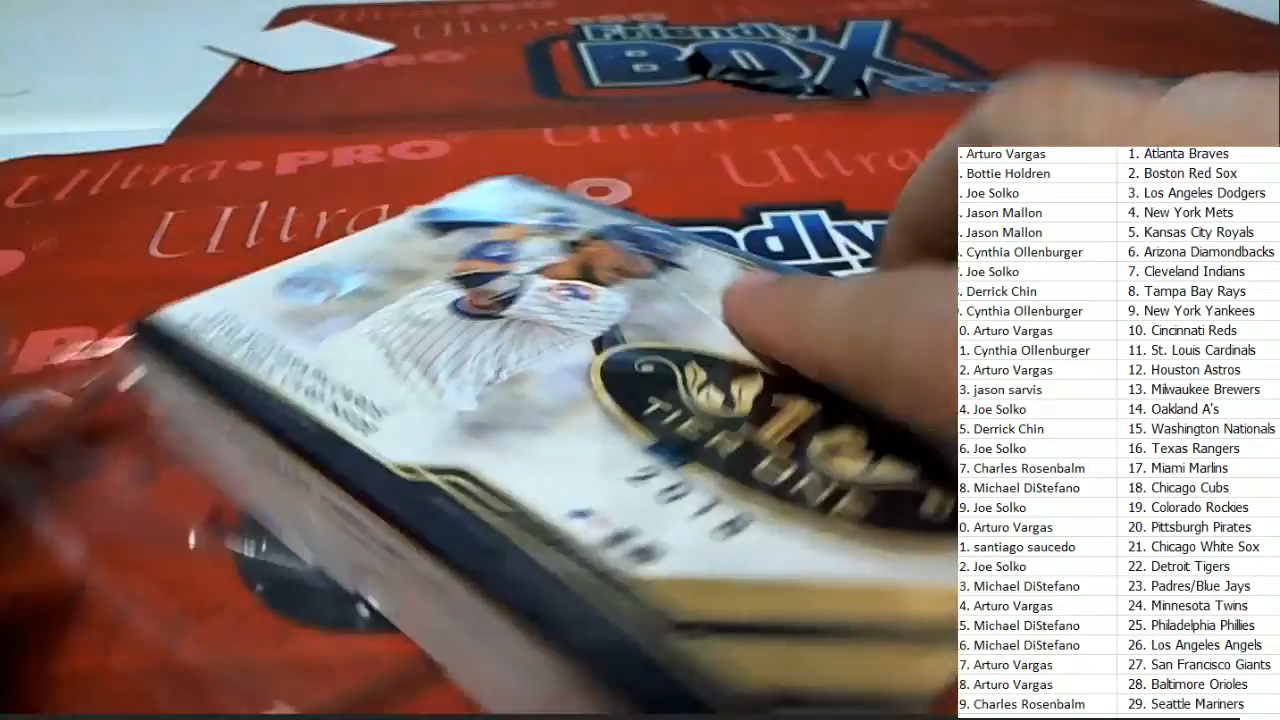 Friendly
BOX
Ultra•PRO
Ultra
Ultra
TIER ONE
2018
. Arturo Vargas 1. Atlanta Braves
. Bottie Holdren 2. Boston Red Sox
. Joe Solko 3. Los Angeles Dodgers
. Jason Mallon 4. New York Mets
. Jason Mallon 5. Kansas City Royals
. Cynthia Ollenburger 6. Arizona Diamondbacks
. Joe Solko 7. Cleveland Indians
. Derrick Chin 8. Tampa Bay Rays
. Cynthia Ollenburger 9. New York Yankees
0. Arturo Vargas 10. Cincinnati Reds
1. Cynthia Ollenburger 11. St. Louis Cardinals
2. Arturo Vargas 12. Houston Astros
3. jason sarvis 13. Milwaukee Brewers
4. Joe Solko 14. Oakland A's
5. Derrick Chin 15. Washington Nationals
6. Joe Solko 16. Texas Rangers
7. Charles Rosenbalm 17. Miami Marlins
8. Michael DiStefano 18. Chicago Cubs
9. Joe Solko 19. Colorado Rockies
0. Arturo Vargas 20. Pittsburgh Pirates
1. santiago saucedo 21. Chicago White Sox
2. Joe Solko 22. Detroit Tigers
3. Michael DiStefano 23. Padres/Blue Jays
4. Arturo Vargas 24. Minnesota Twins
5. Michael DiStefano 25. Philadelphia Phillies
6. Michael DiStefano 26. Los Angeles Angels
7. Arturo Vargas 27. San Francisco Giants
8. Arturo Vargas 28. Baltimore Orioles
9. Charles Rosenbalm 29. Seattle Mariners